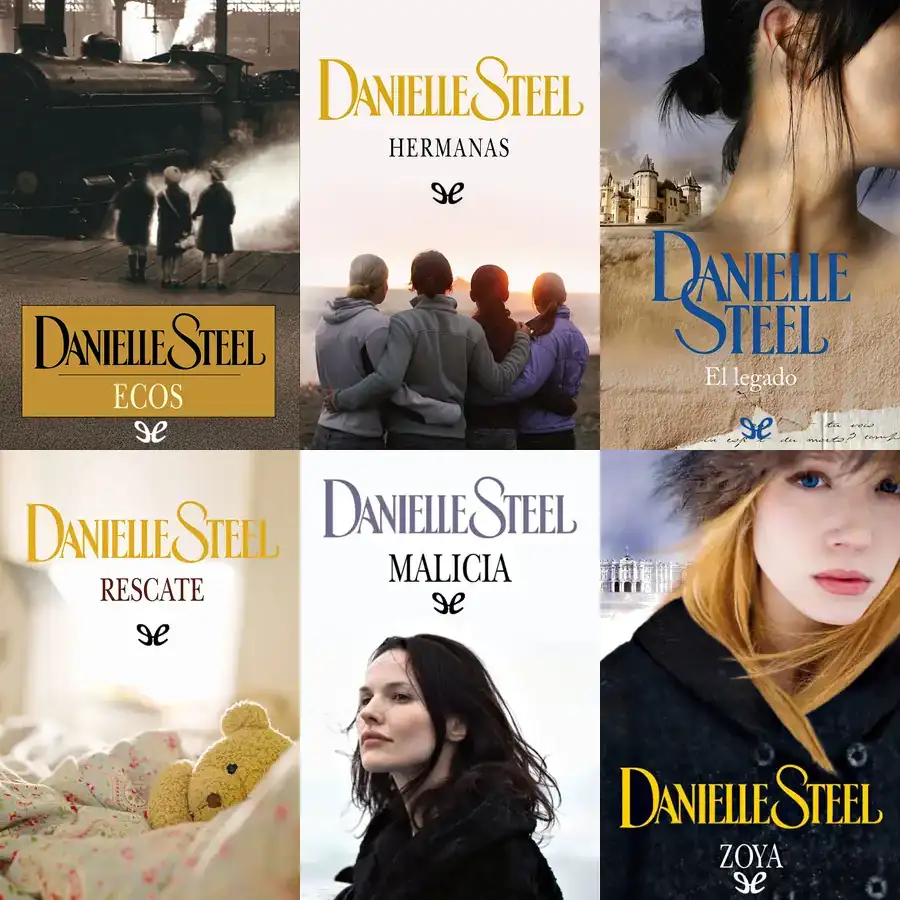 DANIELLE STEEL
ECOS
DANIELLE STEEL
HERMANAS
DANIELLE
STEEL
El legado
DANIELLE STEEL
RESCATE
DANIELLE STEEL
MALICIA
DANIELLE STEEL
ZOYA